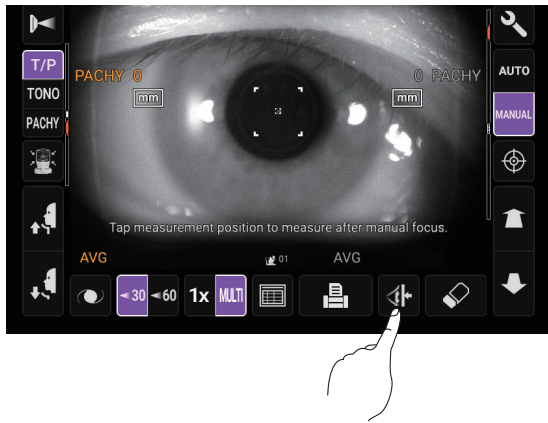 T/P
TONO
PACHY
PACHY 0
mm
0 PACHY
mm
AUTO
MANUAL
Tap measurement position to measure after manual focus.
AVG
01
AVG
30
60
1x
MULTI